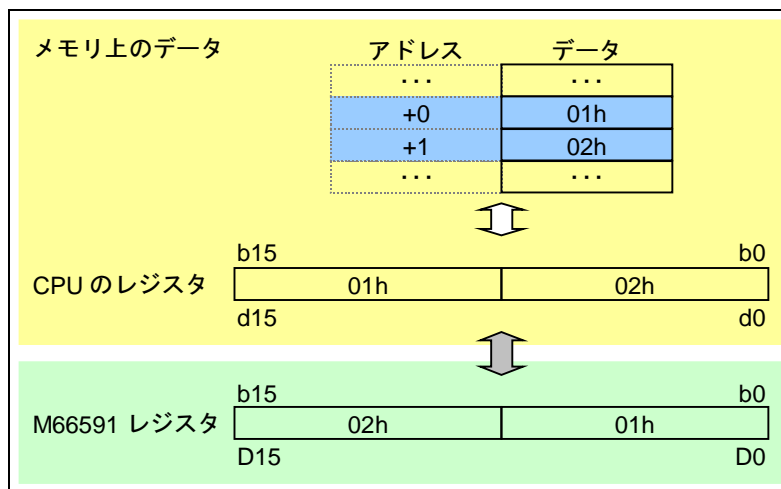 メモリ上のデータ
アドレス データ
... ...
+0 01h
+1 02h
... ...
b15 b0
CPU のレジスタ 01h 02h
d15 d0
b15 b0
M66591 レジスタ 02h 01h
D15 D0